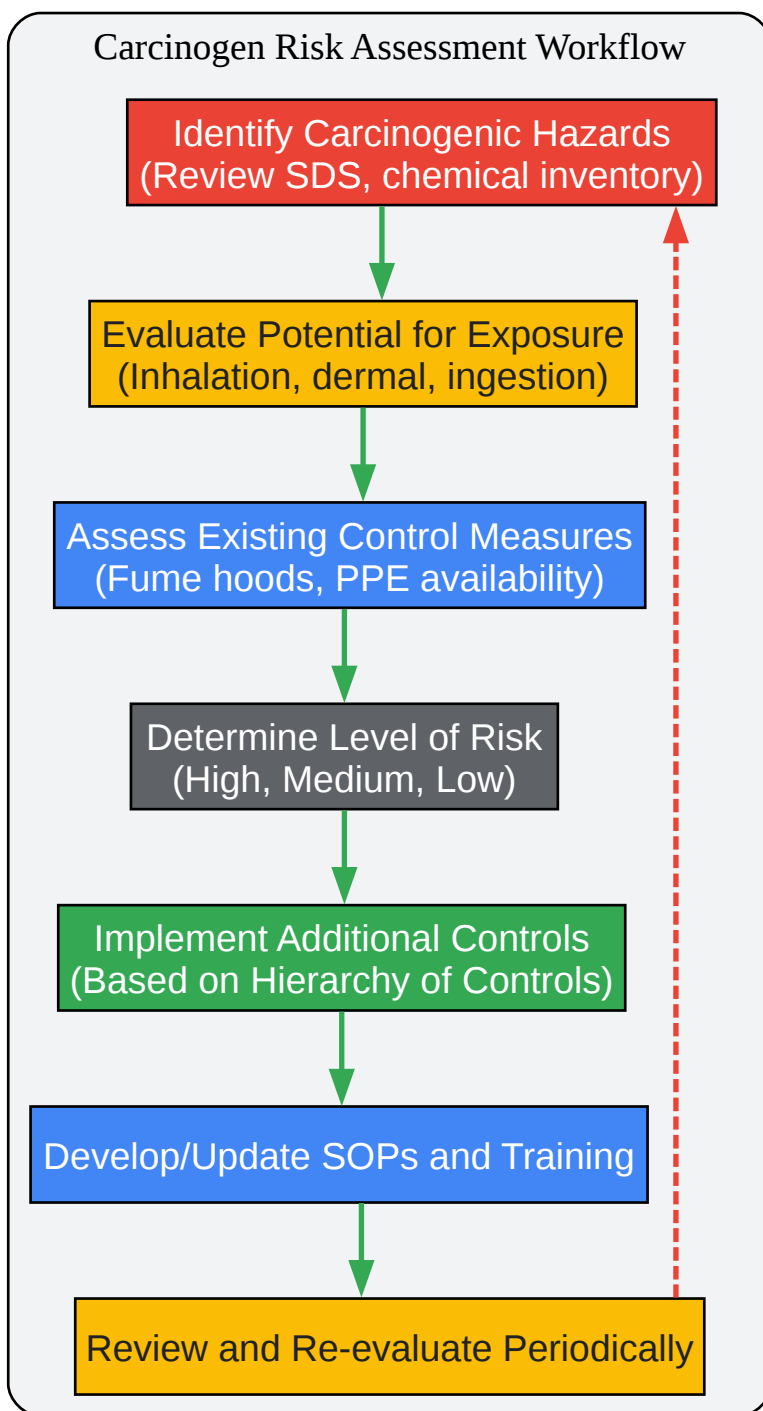 Carcinogen Risk Assessment Workflow
Identify Carcinogenic Hazards
(Review SDS, chemical inventory)
Evaluate Potential for Exposure
(Inhalation, dermal, ingestion)
Assess Existing Control Measures
(Fume hoods, PPE availability)
Determine Level of Risk
(High, Medium, Low)
Implement Additional Controls
(Based on Hierarchy of Controls)
Develop/Update SOPs and Training
Review and Re-evaluate Periodically